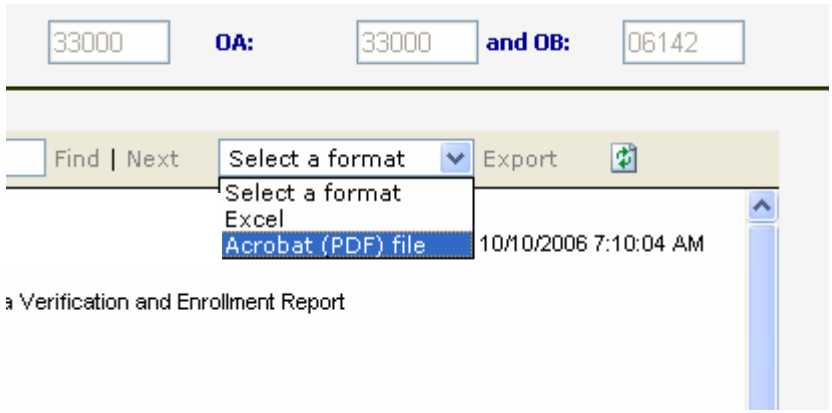 33000 OA: 33000 and OB: 06142
Find | Next Select a format Export
Select a format
Excel
Acrobat (PDF) file 10/10/2006 7:10:04 AM
a Verification and Enrollment Report